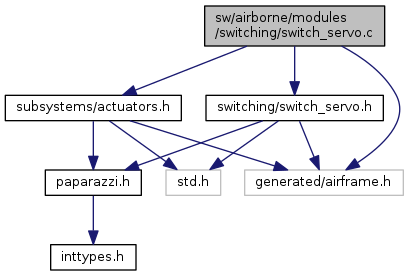 sw/airborne/modules
/switching/switch_servo.c
subsystems/actuators.h
switching/switch_servo.h
paparazzi.h
std.h
generated/airframe.h
inttypes.h